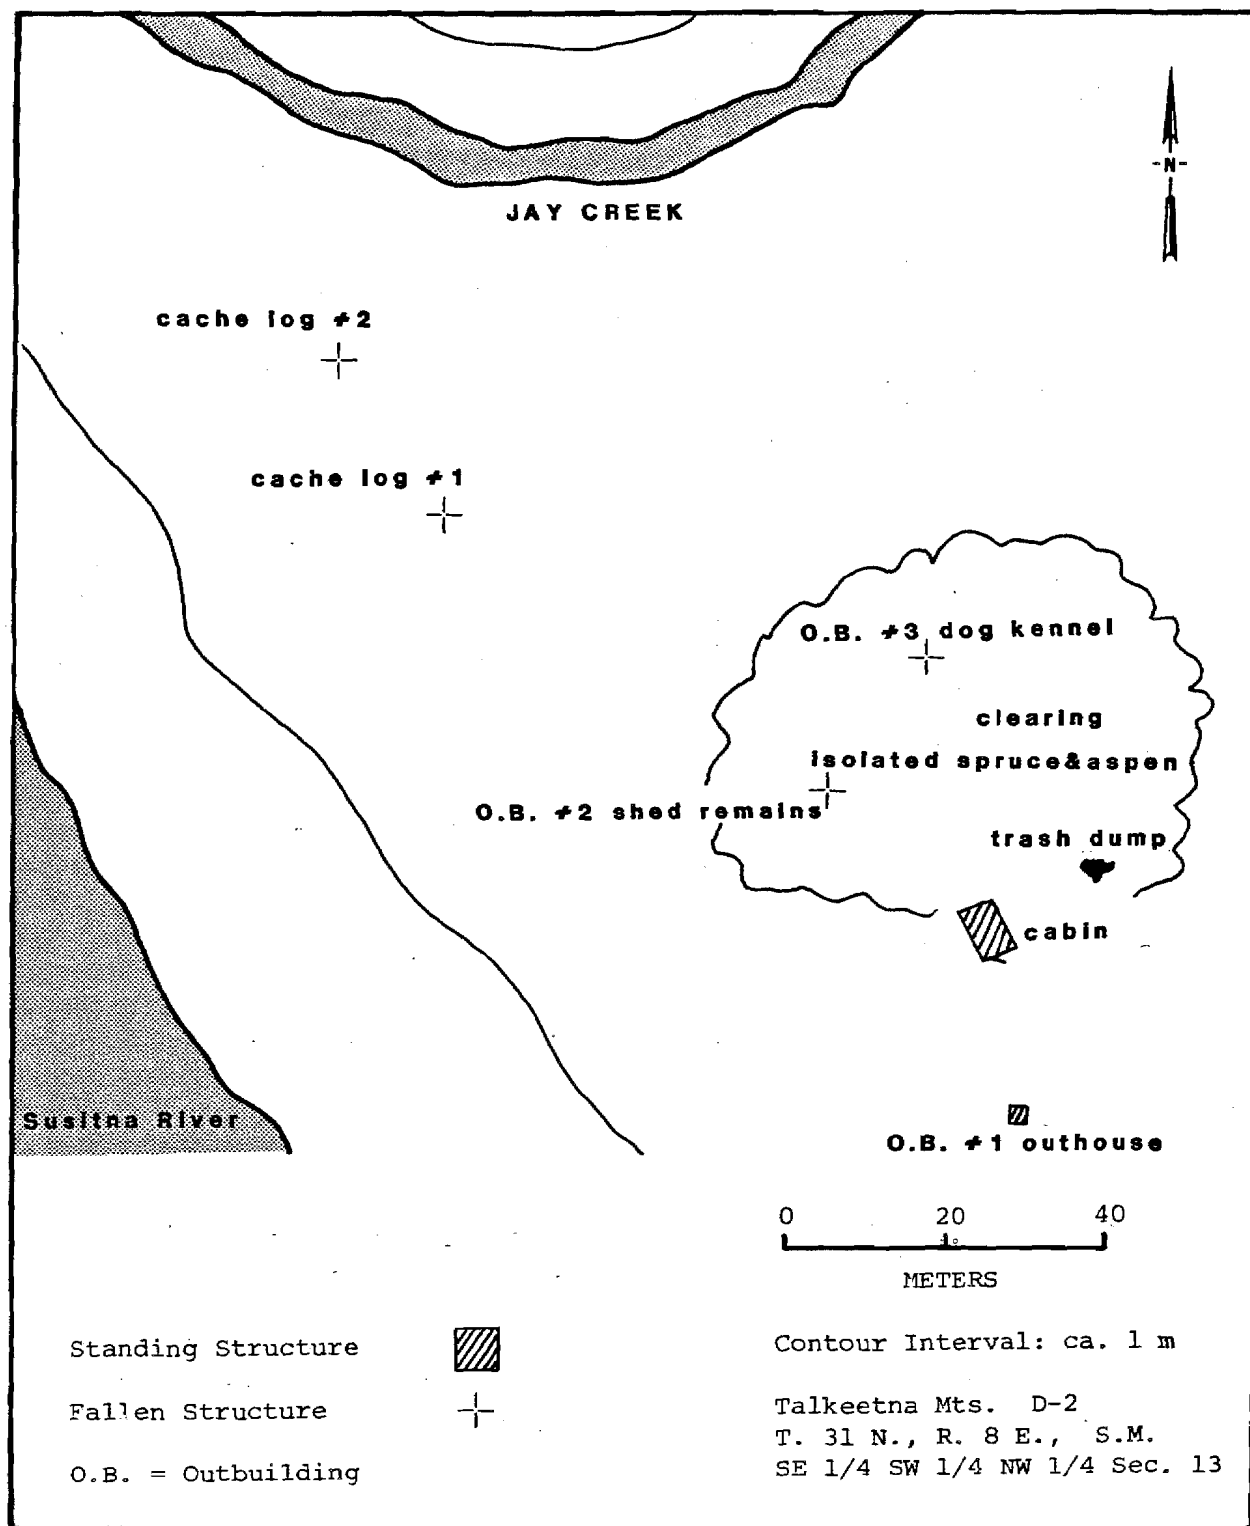 JAY CREEK
-N-
cache log #2
cache log #1
O.B. #3 dog kennel
clearing
isolated spruce&aspen
O.B. #2 shed remains
trash dump
cabin
Susitna River
O.B. #1 outhouse
0 20 40
METERS
Standing Structure
Fallen Structure
O.B. = Outbuilding
Contour Interval: ca. 1 m
Talkeetna Mts. D-2
T. 31 N., R. 8 E., S.M.
SE 1/4 SW 1/4 NW 1/4 Sec. 13